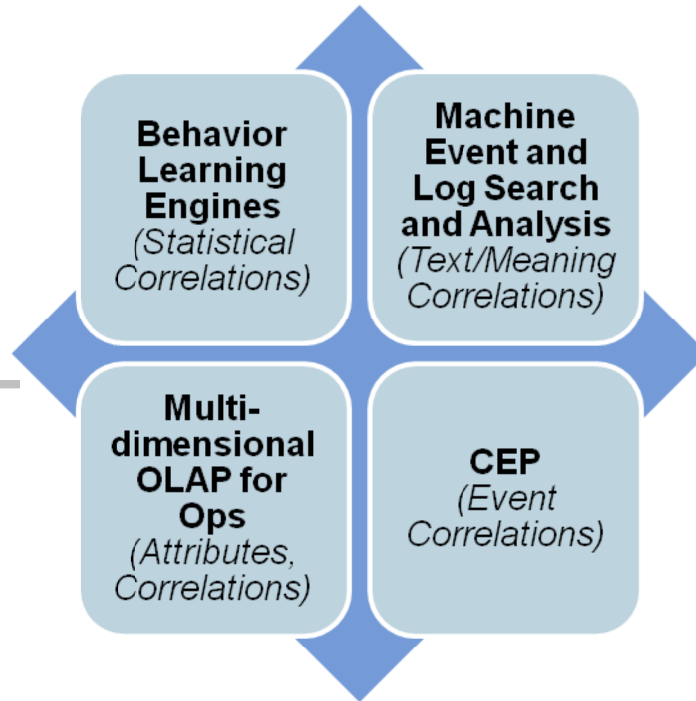 Behavior
Learning
Engines
(Statistical
Correlations)
Machine
Event and
Log Search
and Analysis
(Text/Meaning
Correlations)
Multi-
dimensional
OLAP for
Ops
(Attributes,
Correlations)
CEP
(Event
Correlations)